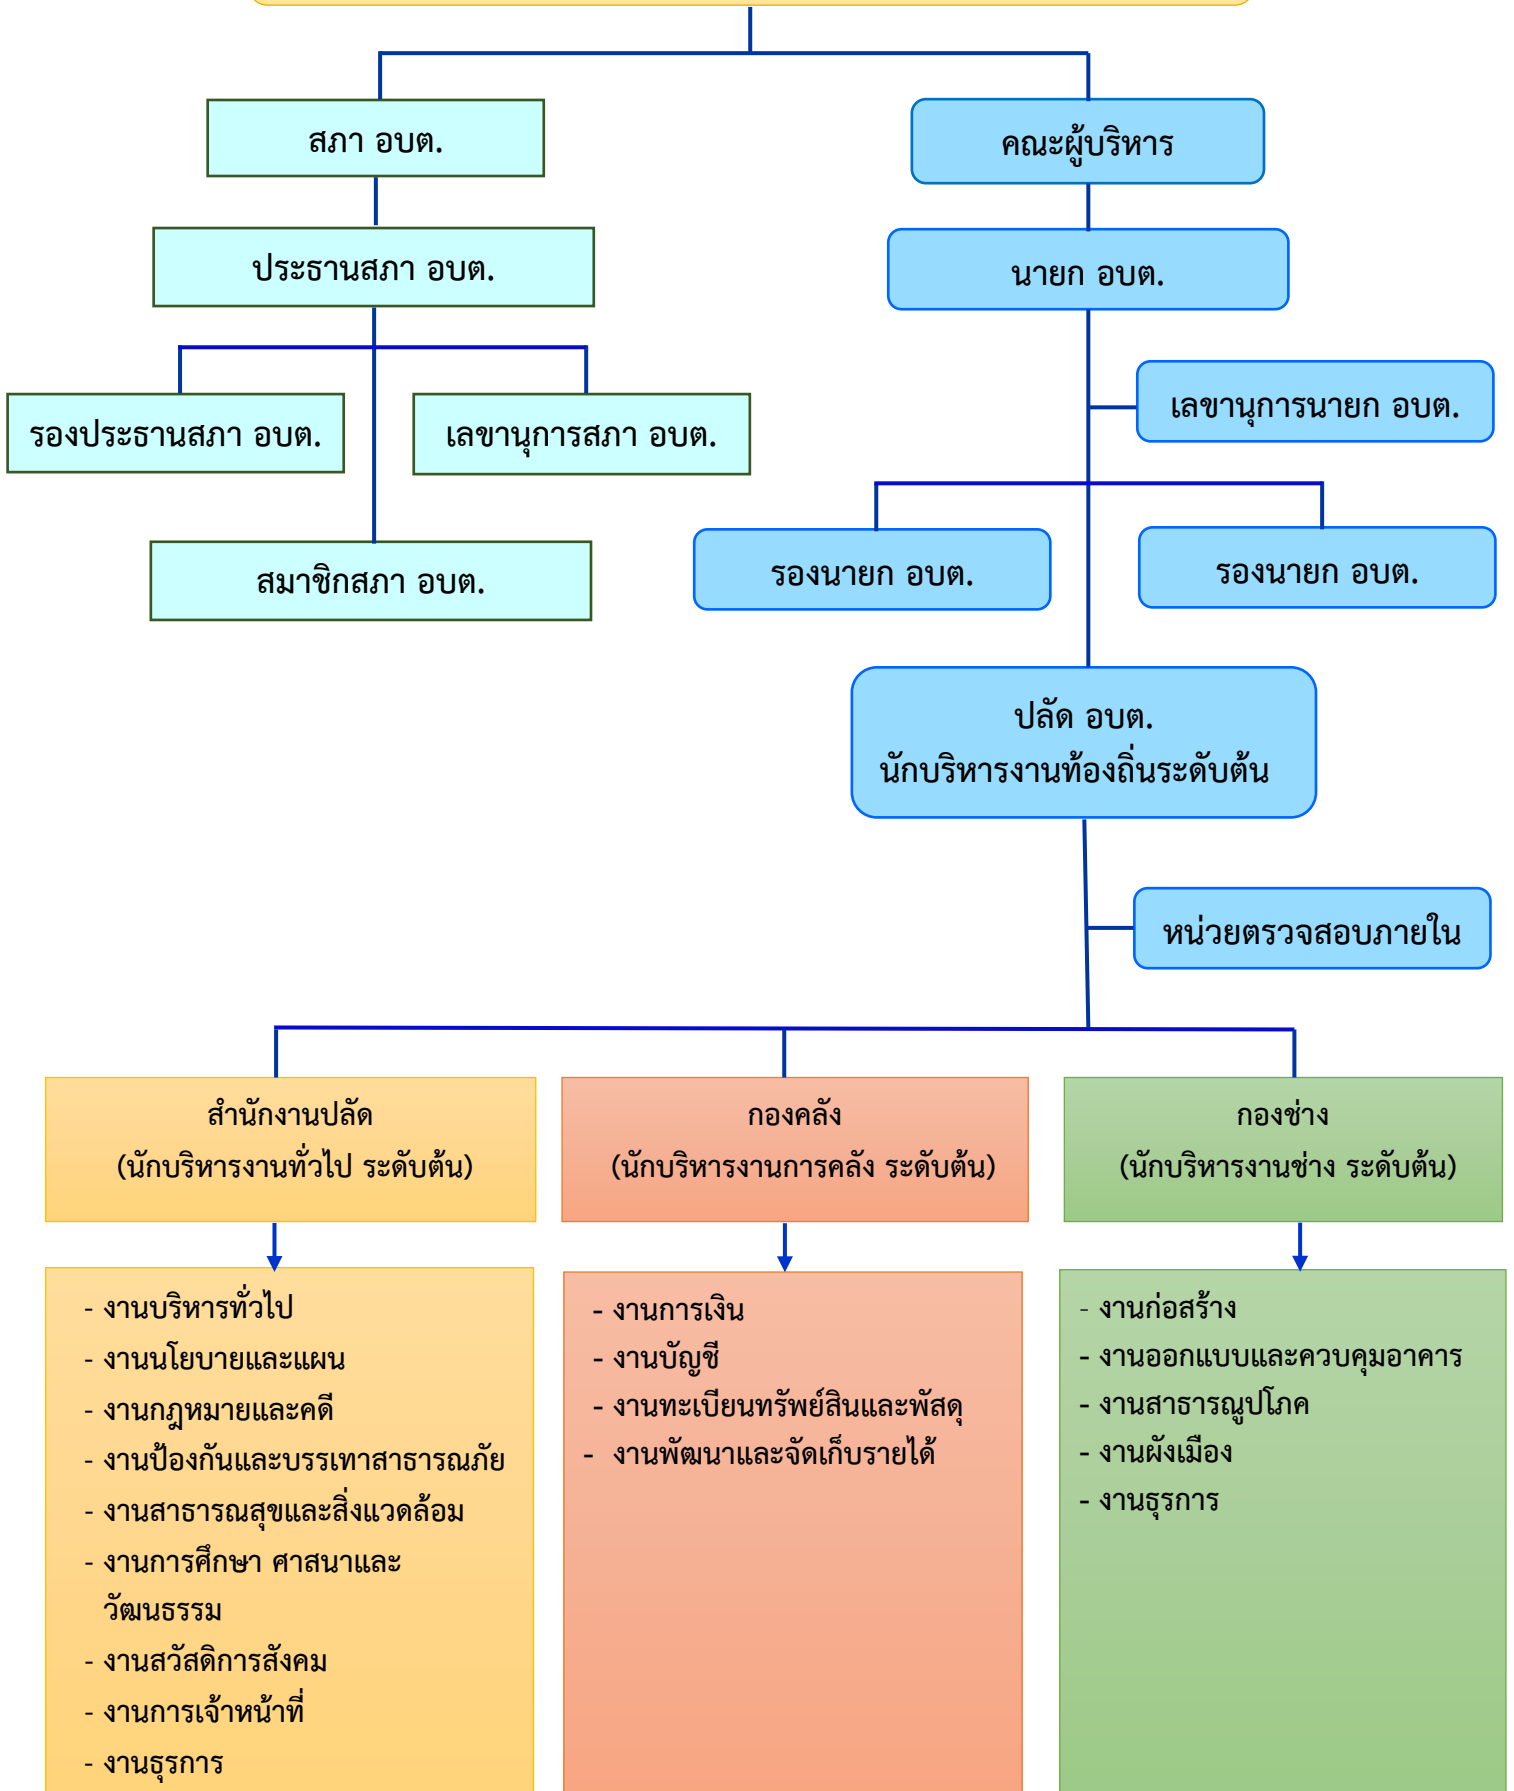 สภา อบต.
คณะผู้บริหาร
ประธานสภา อบต.
นายก อบต.
เลขานุการนายก อบต.
รองประธานสภา อบต.
เลขานุการสภา อบต.
สมาชิกสภา อบต.
รองนายก อบต.
รองนายก อบต.
ปลัด อบต.
นักบริหารงานท้องถิ่นระดับต้น
หน่วยตรวจสอบภายใน
สำนักงานปลัด
(นักบริหารงานทั่วไป ระดับต้น)
กองคลัง
(นักบริหารงานการคลัง ระดับต้น)
กองช่าง
(นักบริหารงานช่าง ระดับต้น)
- งานบริหารทั่วไป
- งานนโยบายและแผน
- งานกฎหมายและคดี
- งานป้องกันและบรรเทาสาธารณภัย
- งานสาธารณสุขและสิ่งแวดล้อม
- งานการศึกษา ศาสนาและ
วัฒนธรรม
- งานสวัสดิการสังคม
- งานการเจ้าหน้าที่
- งานธุรการ
- งานการเงิน
- งานบัญชี
- งานทะเบียนทรัพย์สินและพัสดุ
- งานพัฒนาและจัดเก็บรายได้
- งานก่อสร้าง
- งานออกแบบและควบคุมอาคาร
- งานสาธารณูปโภค
- งานผังเมือง
- งานธุรการ